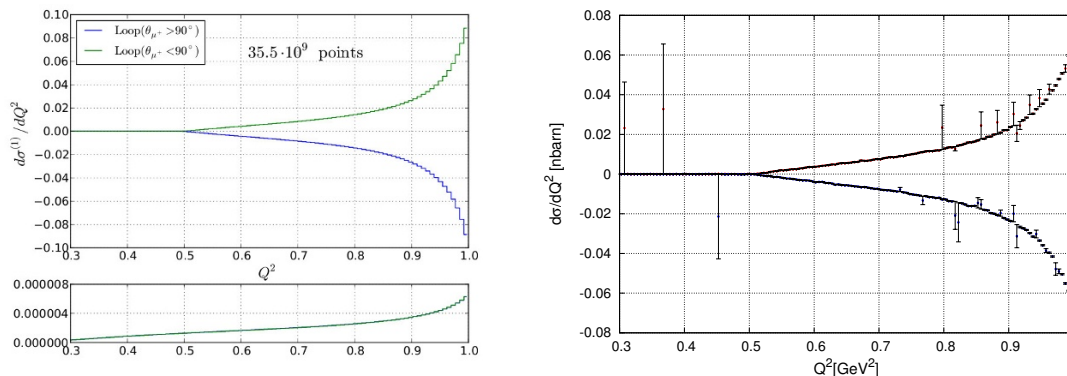 Loop(θμ+ >90°)
Loop(θμ+ <90°)
35.5·10⁹ points
dσ⁽¹⁾/dQ²
0.10
0.08
0.06
0.04
0.02
0.00
−0.02
−0.04
−0.06
−0.08
−0.10
0.3 0.4 0.5 0.6 0.7 0.8 0.9 1.0
Q²
0.000008
0.000004
0.000000
0.3 0.4 0.5 0.6 0.7 0.8 0.9 1.0
dσ/dQ² [nbarn]
0.08
0.06
0.04
0.02
0
-0.02
-0.04
-0.06
-0.08
0.3 0.4 0.5 0.6 0.7 0.8 0.9
Q²[GeV²]